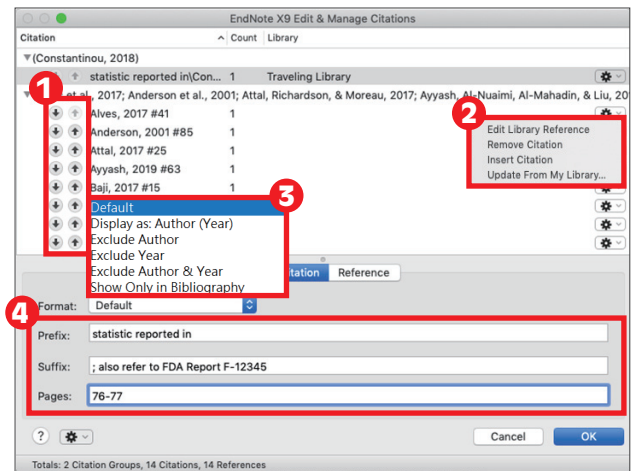 EndNote X9 Edit & Manage Citations
Citation Count Library
(Constantinou, 2018)
statistic reported in\Con... 1 Traveling Library
1
et al., 2017; Anderson et al., 2001; Attal, Richardson, & Moreau, 2017; Ayyash, Al-Nuaimi, Al-Mahadin, & Liu, 20
Alves, 2017 #41 1
2
Anderson, 2001 #85 1
Edit Library Reference
Attal, 2017 #25 1
Remove Citation
Insert Citation
Ayyash, 2019 #63 1
Update From My Library...
Baji, 2017 #15 1
3
Default
Display as: Author (Year)
Exclude Author
Exclude Year
Exclude Author & Year
Show Only in Bibliography
Citation Reference
4
Format: Default
Prefix: statistic reported in
Suffix: ; also refer to FDA Report F-12345
Pages: 76-77
? Cancel OK
Totals: 2 Citation Groups, 14 Citations, 14 References